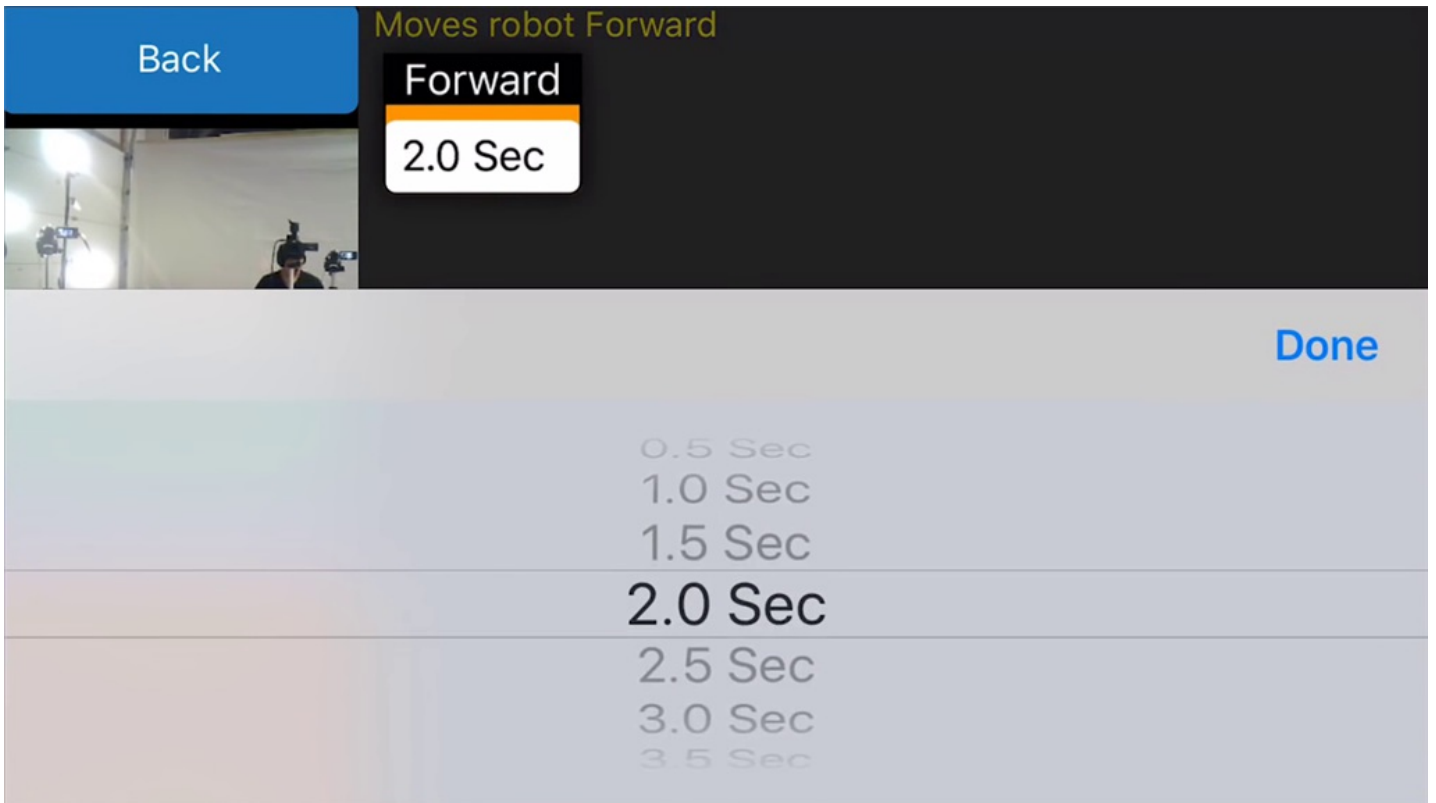 Back
Moves robot Forward
Forward
2.0 Sec
Done
0.5 Sec
1.0 Sec
1.5 Sec
2.0 Sec
2.5 Sec
3.0 Sec
3.5 Sec